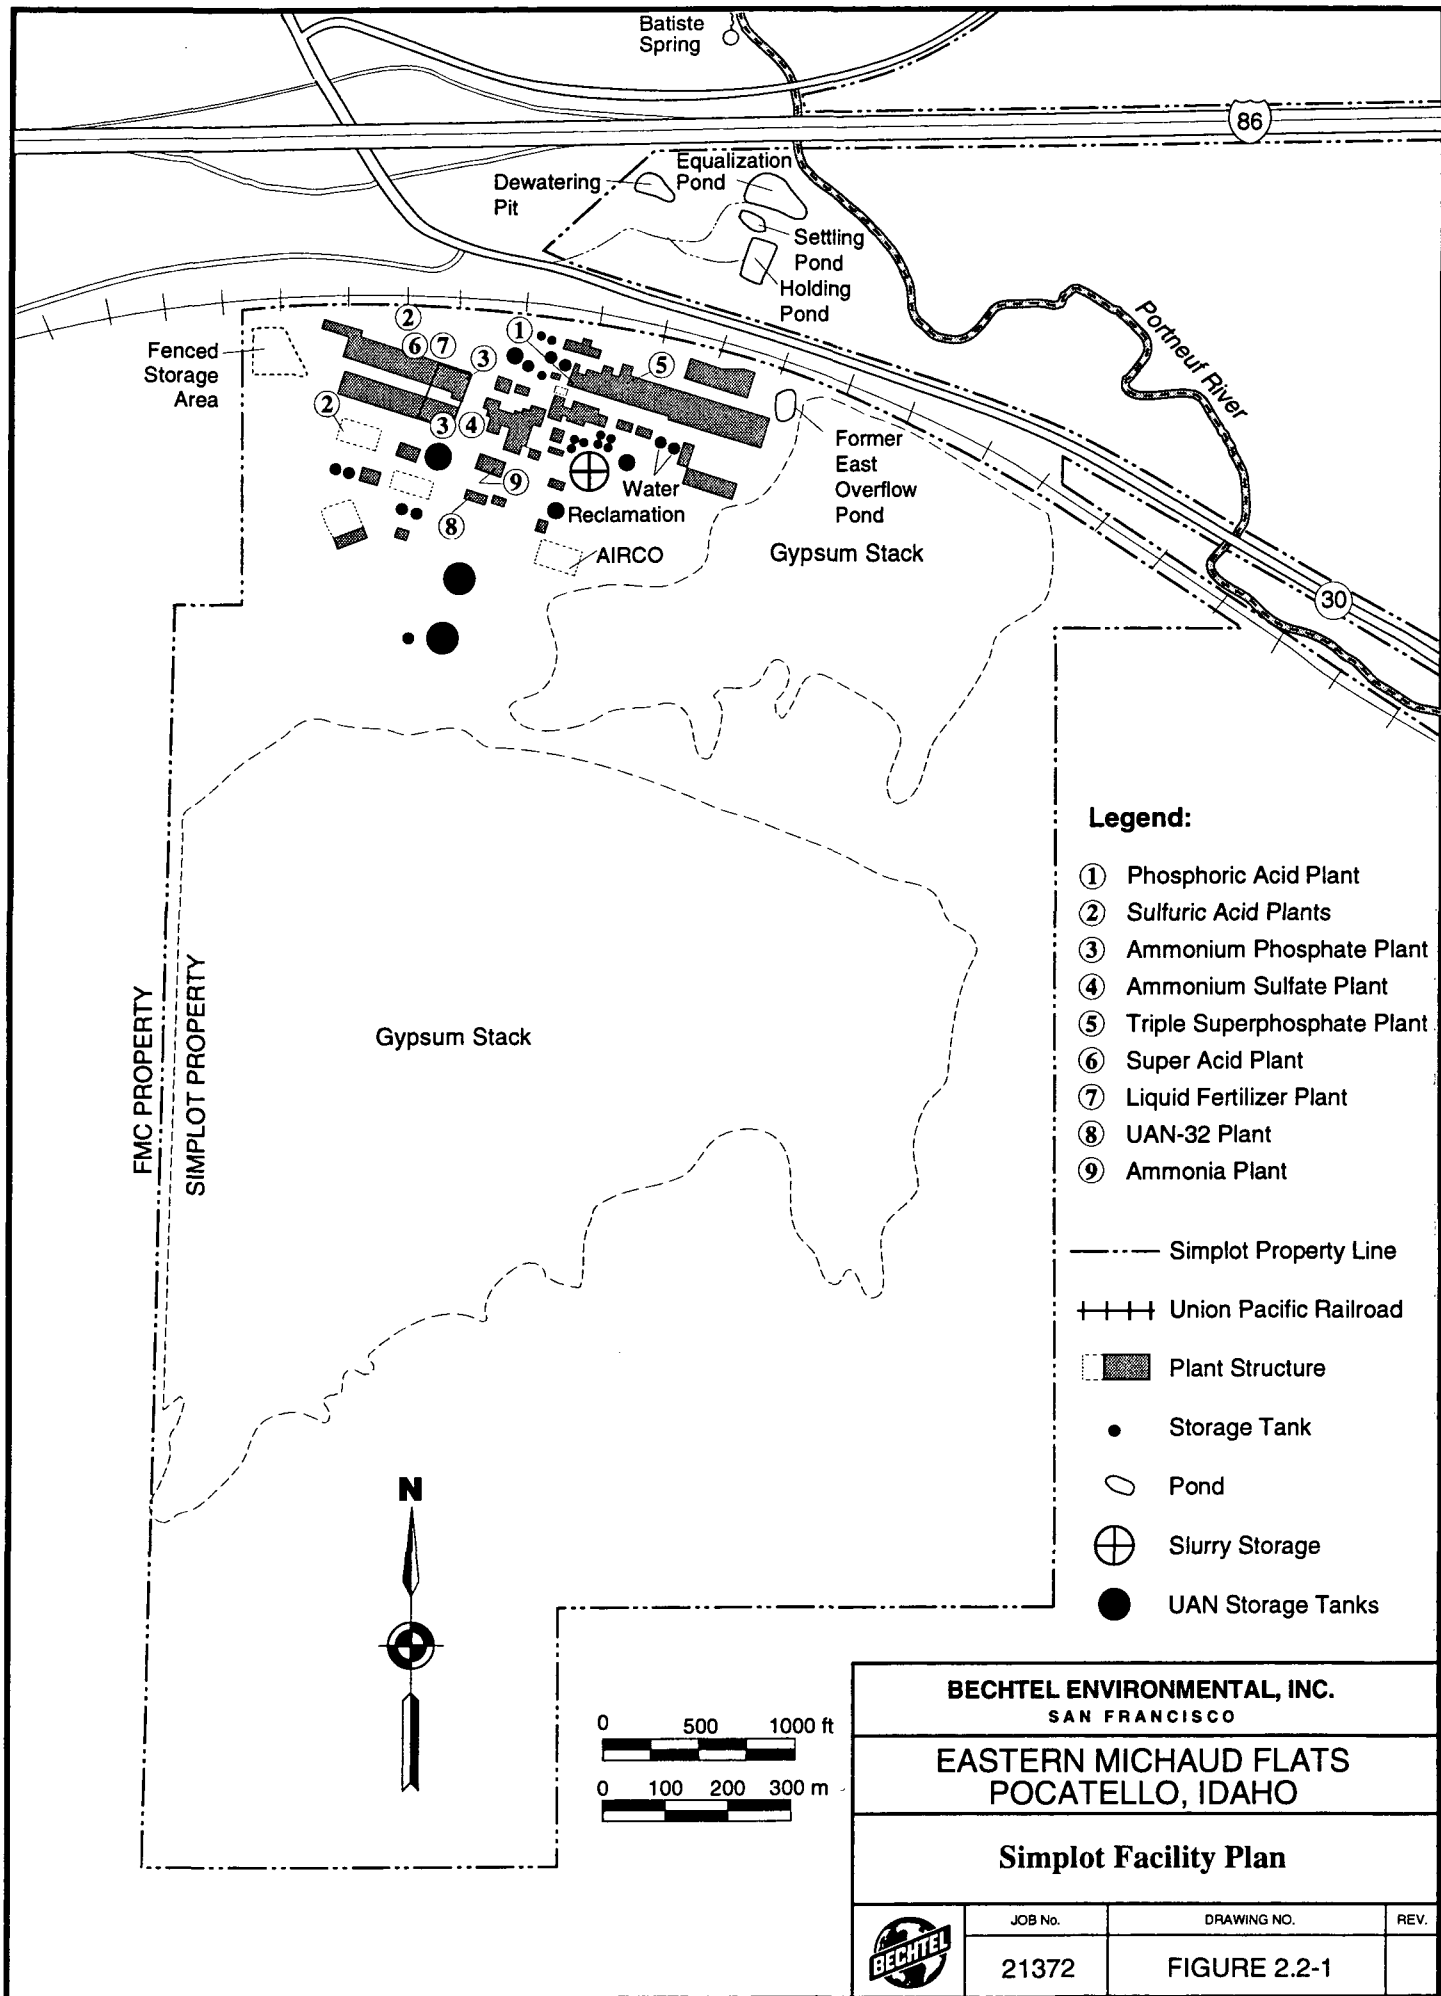 Batiste
Spring
86
Equalization
Pond
Dewatering
Pit
Settling
Pond
Holding
Pond
Portneuf River
Fenced
Storage
Area
2
6
7
3
1
5
2
3
4
9
8
Water
Reclamation
AIRCO
Former
East
Overflow
Pond
Gypsum Stack
30
Gypsum Stack
FMC PROPERTY
SIMPLOT PROPERTY
Legend:
1 Phosphoric Acid Plant
2 Sulfuric Acid Plants
3 Ammonium Phosphate Plant
4 Ammonium Sulfate Plant
5 Triple Superphosphate Plant
6 Super Acid Plant
7 Liquid Fertilizer Plant
8 UAN-32 Plant
9 Ammonia Plant
Simplot Property Line
Union Pacific Railroad
Plant Structure
Storage Tank
Pond
Slurry Storage
UAN Storage Tanks
N
0 500 1000 ft
0 100 200 300 m
BECHTEL ENVIRONMENTAL, INC.
SAN FRANCISCO
EASTERN MICHAUD FLATS
POCATELLO, IDAHO
Simplot Facility Plan
BECHTEL
JOB No. DRAWING NO. REV.
21372 FIGURE 2.2-1